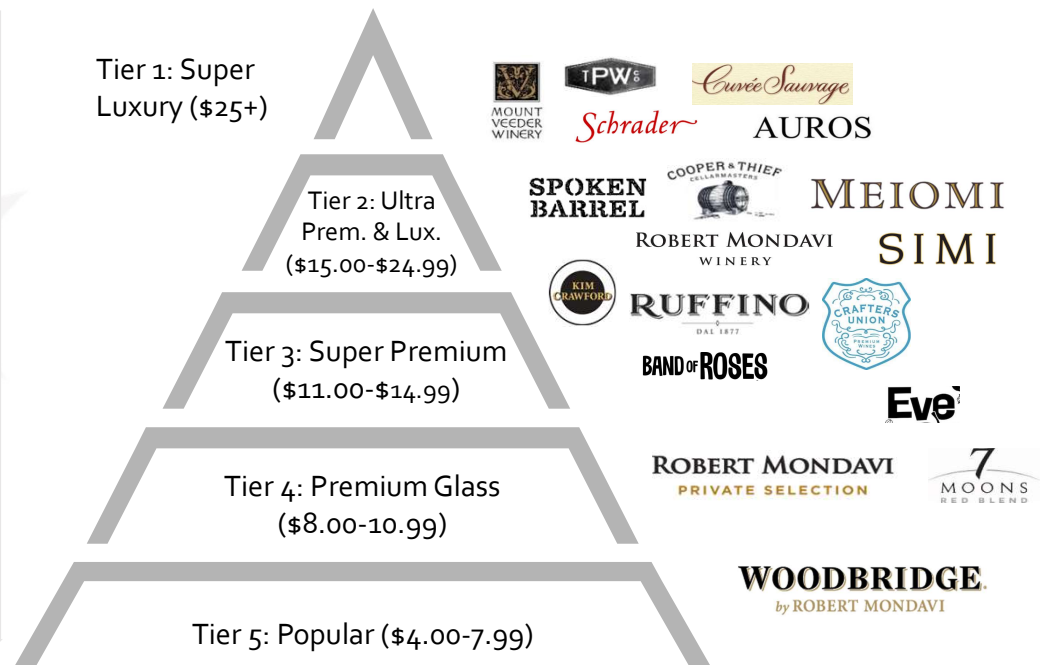 Tier 1: Super
Luxury ($25+)
MOUNT
VEEDER
WINERY
TPWCO
Cuvée Sauvage
Schrader
AUROS
Tier 2: Ultra
Prem. & Lux.
($15.00-$24.99)
SPOKEN
BARREL
COOPER & THIEF
CELLARMASTERS
MEIOMI
ROBERT MONDAVI
WINERY
SIMI
Tier 3: Super Premium
($11.00-$14.99)
KIM
CRAWFORD
RUFFINO
DAL 1877
CRAFTERS
UNION
PREMIUM
WINES
BAND OF ROSES
Eve
Tier 4: Premium Glass
($8.00-10.99)
ROBERT MONDAVI
PRIVATE SELECTION
7
MOONS
RED BLEND
Tier 5: Popular ($4.00-7.99)
WOODBRIDGE
by ROBERT MONDAVI